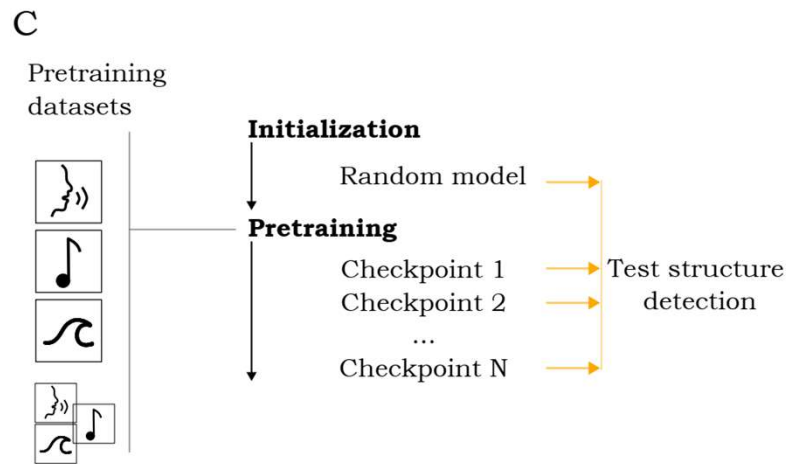 C
Pretraining
datasets
Initialization
Random model
Pretraining
Checkpoint 1
Checkpoint 2
...
Checkpoint N
Test structure
detection